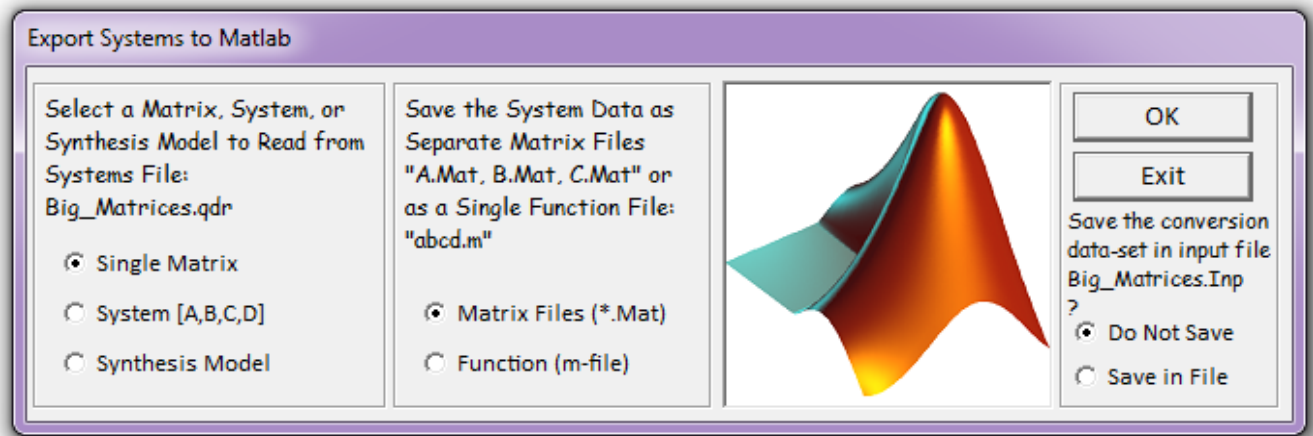 Export Systems to Matlab
Select a Matrix, System, or
Synthesis Model to Read from
Systems File:
Big_Matrices.qdr
Single Matrix
System [A,B,C,D]
Synthesis Model
Save the System Data as
Separate Matrix Files
"A.Mat, B.Mat, C.Mat" or
as a Single Function File:
"abcd.m"
Matrix Files (*.Mat)
Function (m-file)
OK
Exit
Save the conversion
data-set in input file
Big_Matrices.Inp
?
Do Not Save
Save in File